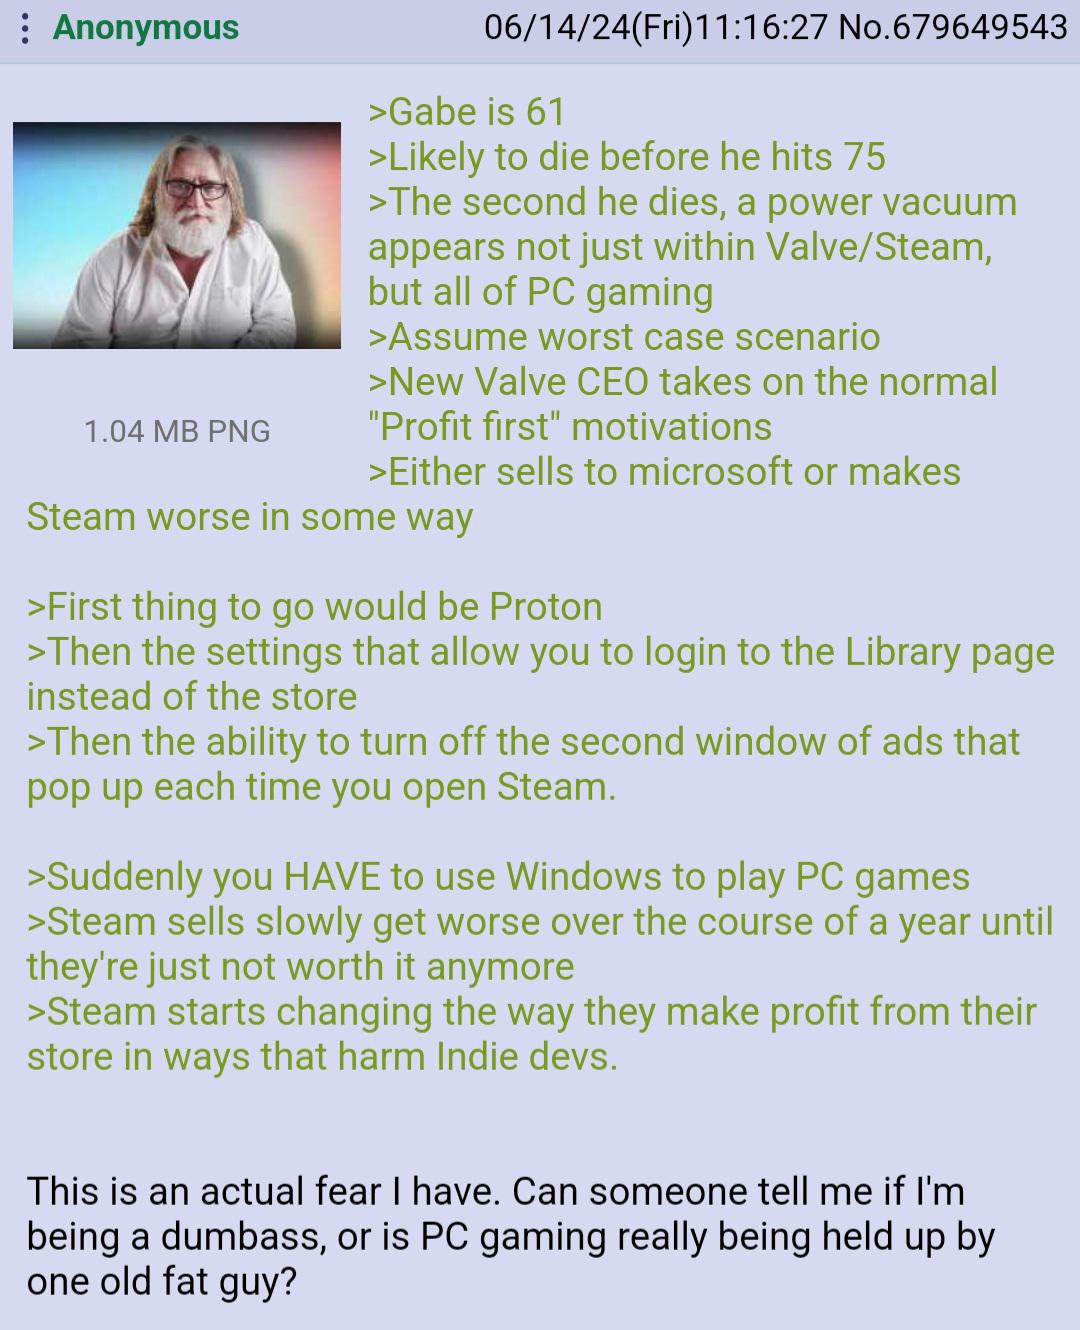 Anonymous 06/14/24(Fri)11:16:27 No.679649543
>Gabe is 61
>Likely to die before he hits 75
>The second he dies, a power vacuum
appears not just within Valve/Steam,
but all of PC gaming
>Assume worst case scenario
>New Valve CEO takes on the normal
"Profit first" motivations
>Either sells to microsoft or makes
1.04 MB PNG
Steam worse in some way
>First thing to go would be Proton
>Then the settings that allow you to login to the Library page
instead of the store
>Then the ability to turn off the second window of ads that
pop up each time you open Steam.
>Suddenly you HAVE to use Windows to play PC games
>Steam sells slowly get worse over the course of a year until
they're just not worth it anymore
>Steam starts changing the way they make profit from their
store in ways that harm Indie devs.
This is an actual fear I have. Can someone tell me if I'm
being a dumbass, or is PC gaming really being held up by
one old fat guy?